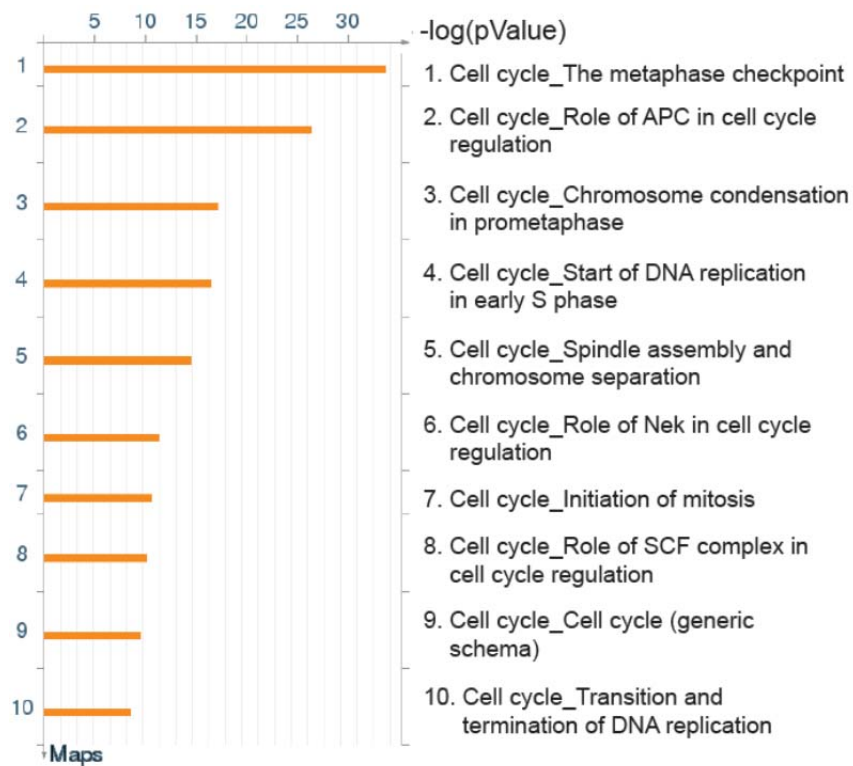 5 10 15 20 25 30
-log(pValue)
1
1. Cell cycle_The metaphase checkpoint
2
2. Cell cycle_Role of APC in cell cycle
regulation
3
3. Cell cycle_Chromosome condensation
in prometaphase
4
4. Cell cycle_Start of DNA replication
in early S phase
5
5. Cell cycle_Spindle assembly and
chromosome separation
6
6. Cell cycle_Role of Nek in cell cycle
regulation
7
7. Cell cycle_Initiation of mitosis
8
8. Cell cycle_Role of SCF complex in
cell cycle regulation
9
9. Cell cycle_Cell cycle (generic
schema)
10
10. Cell cycle_Transition and
termination of DNA replication
Maps